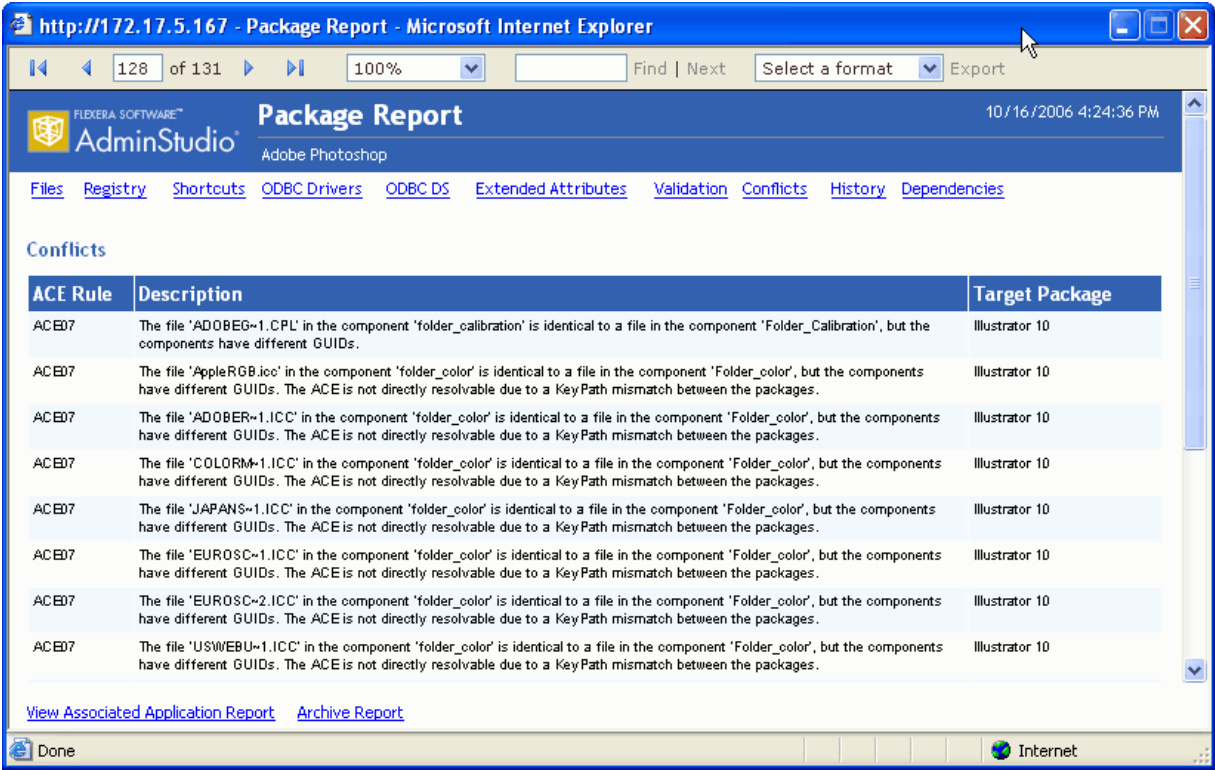 http://172.17.5.167 - Package Report - Microsoft Internet Explorer
128 of 131 100% Find | Next Select a format Export
FLEXERA SOFTWARE™
AdminStudio®
Package Report
10/16/2006 4:24:36 PM
Adobe Photoshop
Files Registry Shortcuts ODBC Drivers ODBC DS Extended Attributes Validation Conflicts History Dependencies
Conflicts
ACE Rule Description Target Package
ACE07 The file 'ADOBEG~1.CPL' in the component 'folder_calibration' is identical to a file in the component 'Folder_Calibration', but the Illustrator 10
components have different GUIDs.
ACE07 The file 'AppleRGB.icc' in the component 'folder_color' is identical to a file in the component 'Folder_color', but the components Illustrator 10
have different GUIDs. The ACE is not directly resolvable due to a KeyPath mismatch between the packages.
ACE07 The file 'ADOBER~1.ICC' in the component 'folder_color' is identical to a file in the component 'Folder_color', but the components Illustrator 10
have different GUIDs. The ACE is not directly resolvable due to a KeyPath mismatch between the packages.
ACE07 The file 'COLORM~1.ICC' in the component 'folder_color' is identical to a file in the component 'Folder_color', but the components Illustrator 10
have different GUIDs. The ACE is not directly resolvable due to a KeyPath mismatch between the packages.
ACE07 The file 'JAPANS~1.ICC' in the component 'folder_color' is identical to a file in the component 'Folder_color', but the components Illustrator 10
have different GUIDs. The ACE is not directly resolvable due to a KeyPath mismatch between the packages.
ACE07 The file 'EUROSC~1.ICC' in the component 'folder_color' is identical to a file in the component 'Folder_color', but the components Illustrator 10
have different GUIDs. The ACE is not directly resolvable due to a KeyPath mismatch between the packages.
ACE07 The file 'EUROSC~2.ICC' in the component 'folder_color' is identical to a file in the component 'Folder_color', but the components Illustrator 10
have different GUIDs. The ACE is not directly resolvable due to a KeyPath mismatch between the packages.
ACE07 The file 'USWEBU~1.ICC' in the component 'folder_color' is identical to a file in the component 'Folder_color', but the components Illustrator 10
have different GUIDs. The ACE is not directly resolvable due to a KeyPath mismatch between the packages.
View Associated Application Report Archive Report
Done Internet